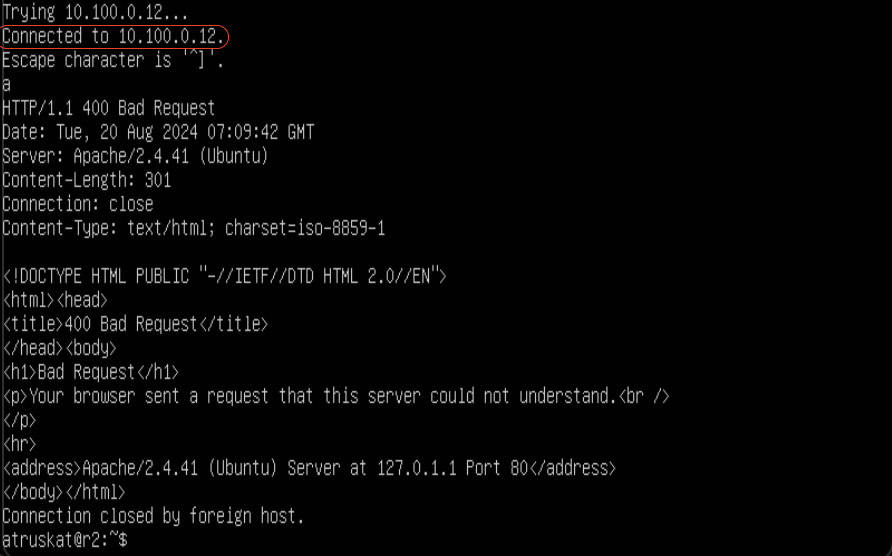 Trying 10.100.0.12...
Connected to 10.100.0.12.
Escape character is '^]'.
a
HTTP/1.1 400 Bad Request
Date: Tue, 20 Aug 2024 07:09:42 GMT
Server: Apache/2.4.41 (Ubuntu)
Content-Length: 301
Connection: close
Content-Type: text/html; charset=iso-8859-1

<!DOCTYPE HTML PUBLIC "-//IETF//DTD HTML 2.0//EN">
<html><head>
<title>400 Bad Request</title>
</head><body>
<h1>Bad Request</h1>
<p>Your browser sent a request that this server could not understand.<br />
</p>
<hr>
<address>Apache/2.4.41 (Ubuntu) Server at 127.0.1.1 Port 80</address>
</body></html>
Connection closed by foreign host.
atruskat@r2:~$